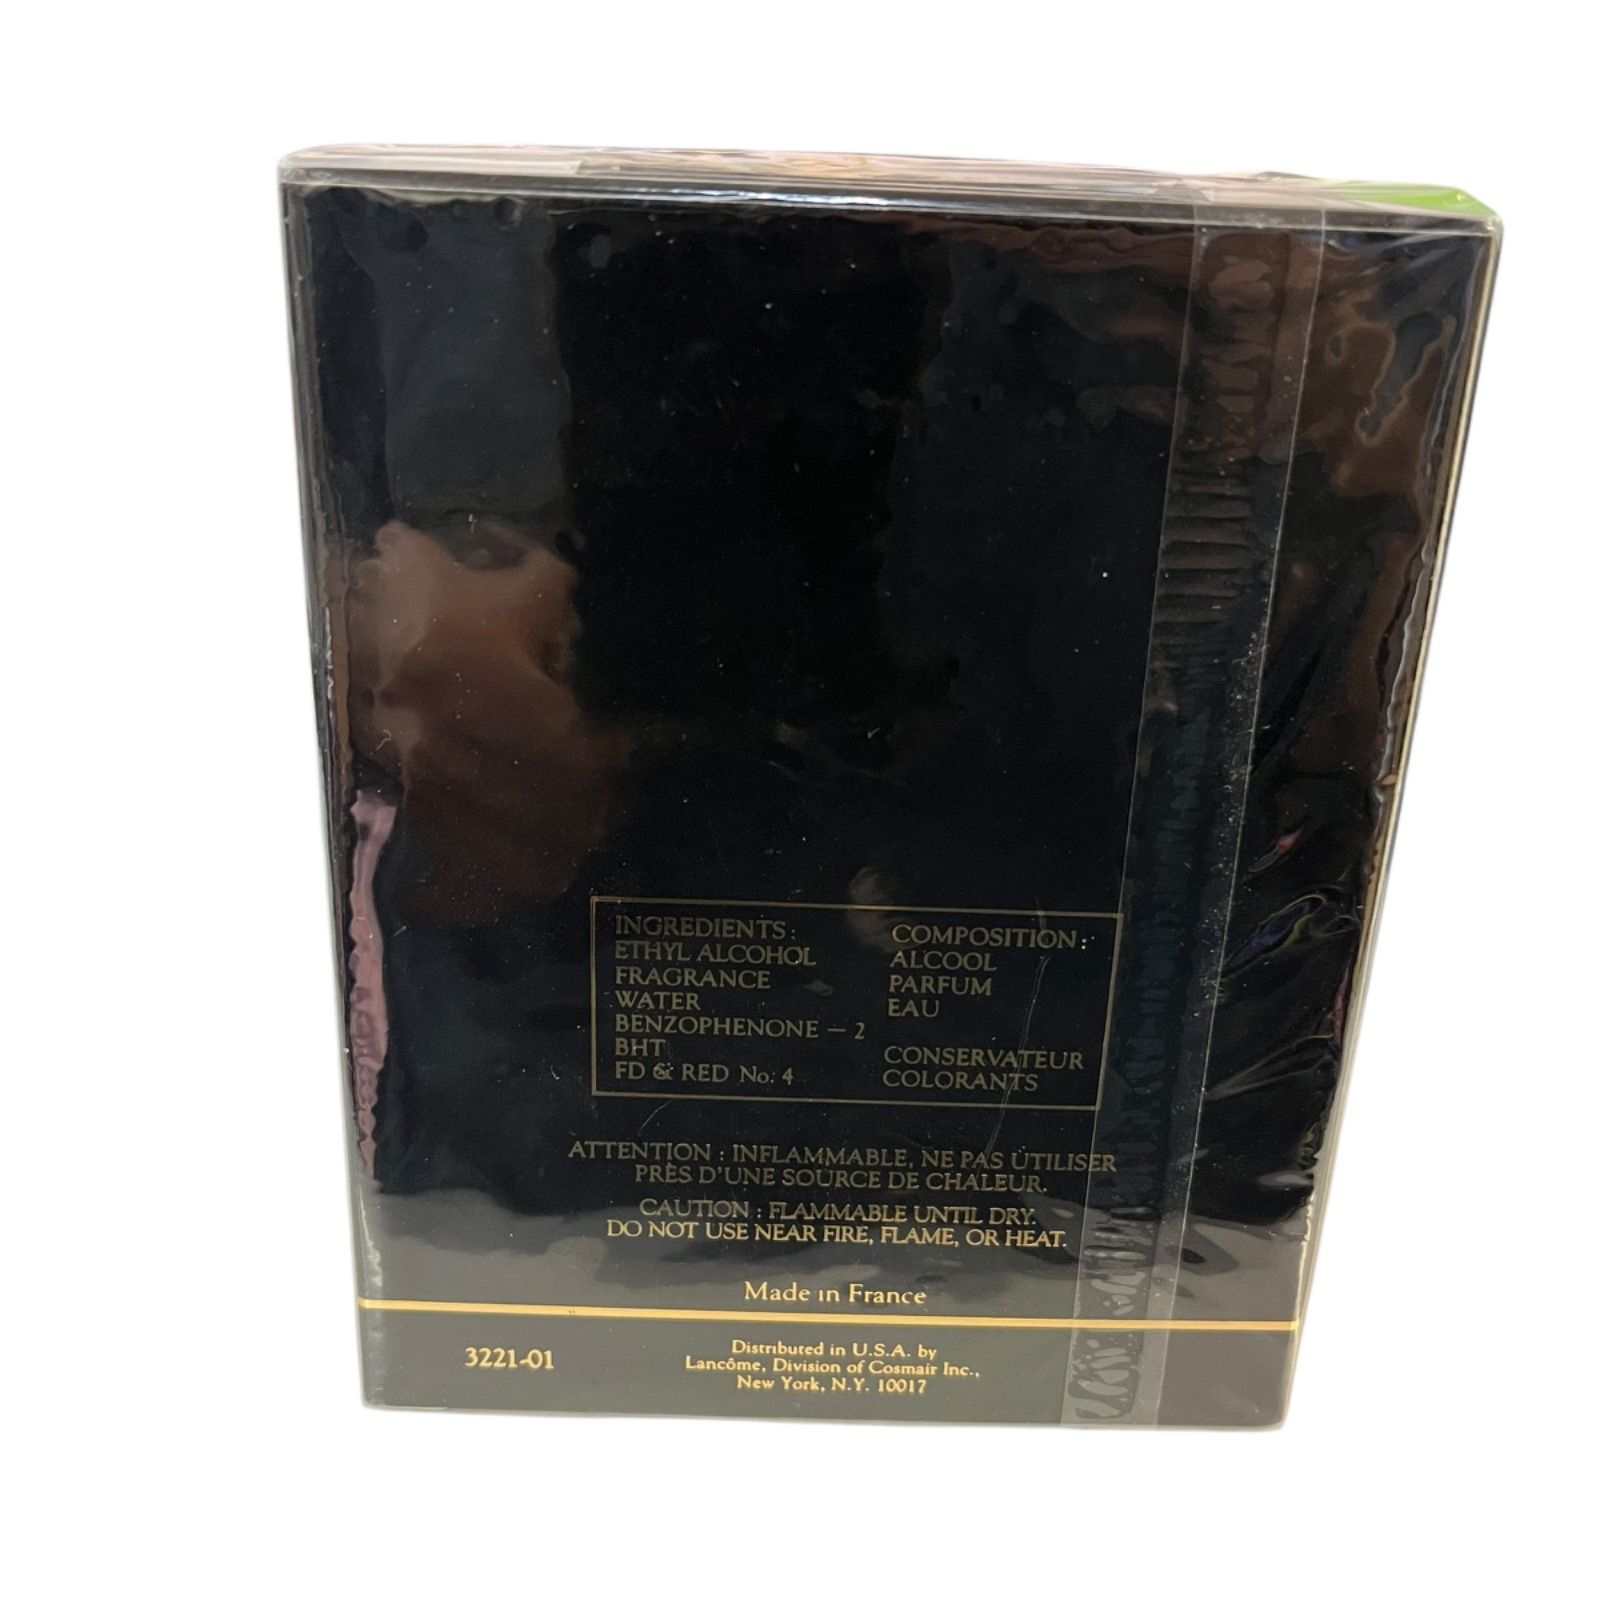 INGREDIENTS :
ETHYL ALCOHOL
FRAGRANCE
WATER
BENZOPHENONE – 2
BHT
FD & RED No. 4
COMPOSITION :
ALCOOL
PARFUM
EAU
CONSERVATEUR
COLORANTS
ATTENTION : INFLAMMABLE, NE PAS UTILISER
PRÈS D'UNE SOURCE DE CHALEUR.
CAUTION : FLAMMABLE UNTIL DRY.
DO NOT USE NEAR FIRE, FLAME, OR HEAT.
Made in France
3221-01
Distributed in U.S.A. by
Lancôme, Division of Cosmair Inc.,
New York, N.Y. 10017